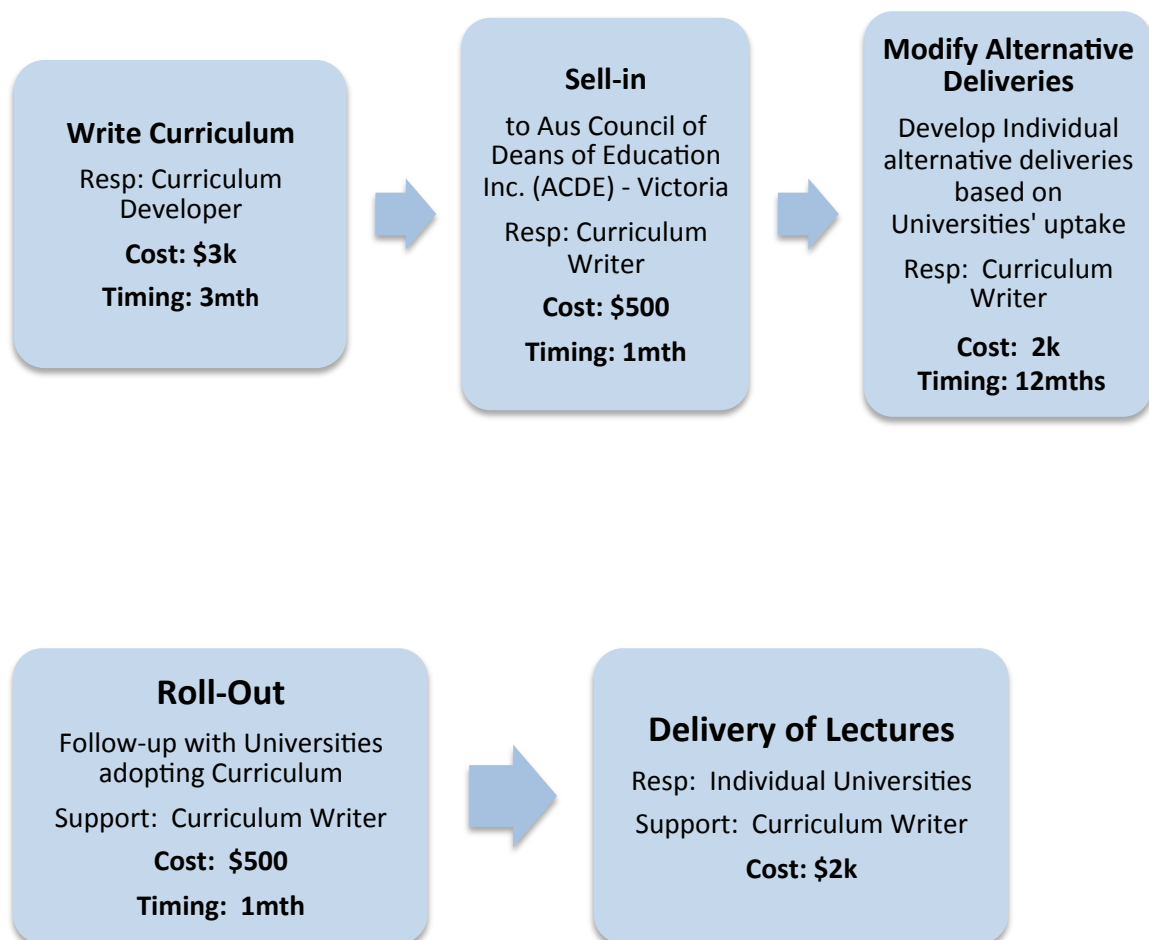 Write Curriculum
Resp: Curriculum
Developer
Cost: $3k
Timing: 3mth
Sell-in
to Aus Council of
Deans of Education
Inc. (ACDE) - Victoria
Resp: Curriculum
Writer
Cost: $500
Timing: 1mth
Modify Alternative
Deliveries
Develop Individual
alternative deliveries
based on
Universities' uptake
Resp: Curriculum
Writer
Cost: 2k
Timing: 12mths
Roll-Out
Follow-up with Universities
adopting Curriculum
Support: Curriculum Writer
Cost: $500
Timing: 1mth
Delivery of Lectures
Resp: Individual Universities
Support: Curriculum Writer
Cost: $2k